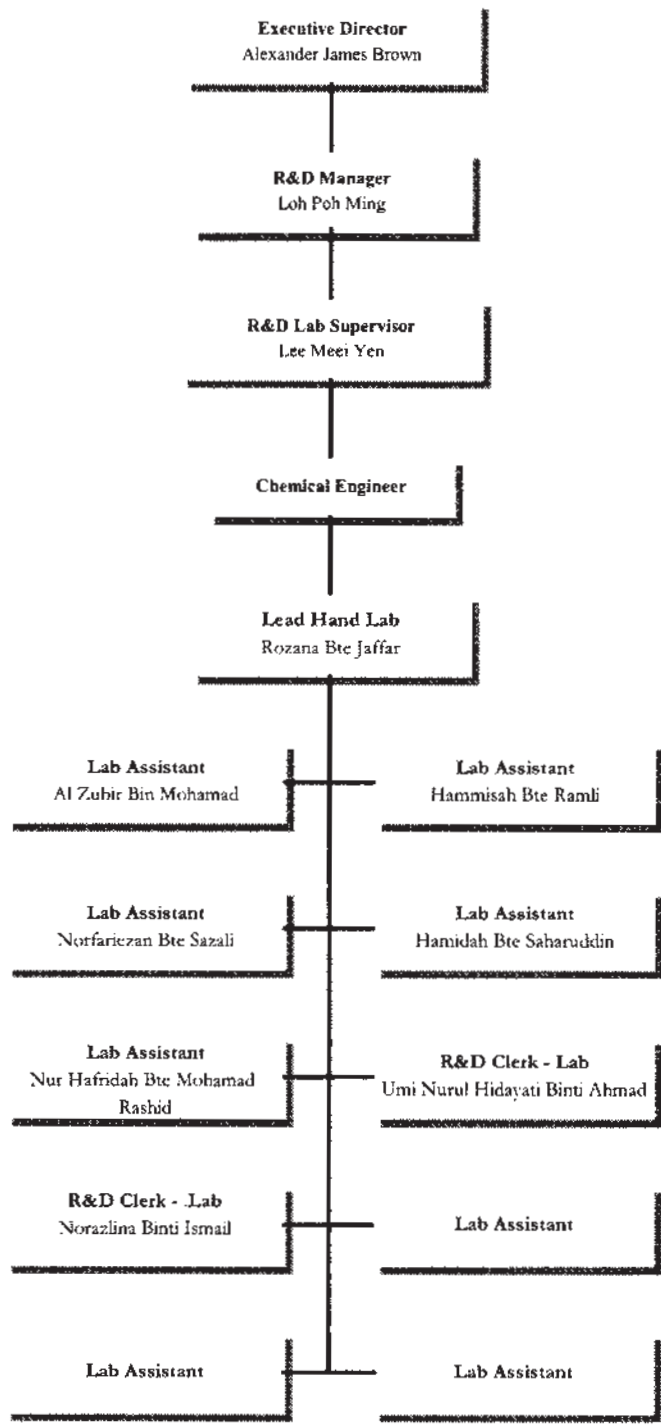 Executive Director
Alexander James Brown
R&D Manager
Loh Poh Ming
R&D Lab Supervisor
Lee Meei Yen
Chemical Engineer
Lead Hand Lab
Rozana Bte Jaffar
Lab Assistant
Al Zubir Bin Mohamad
Lab Assistant
Hammisah Bte Ramli
Lab Assistant
Norfariezan Bte Sazali
Lab Assistant
Hamidah Bte Saharuddin
Lab Assistant
Nur Hafridah Bte Mohamad
Rashid
R&D Clerk - Lab
Umi Nurul Hidayati Binti Ahmad
R&D Clerk - Lab
Norazlina Binti Ismail
Lab Assistant
Lab Assistant
Lab Assistant